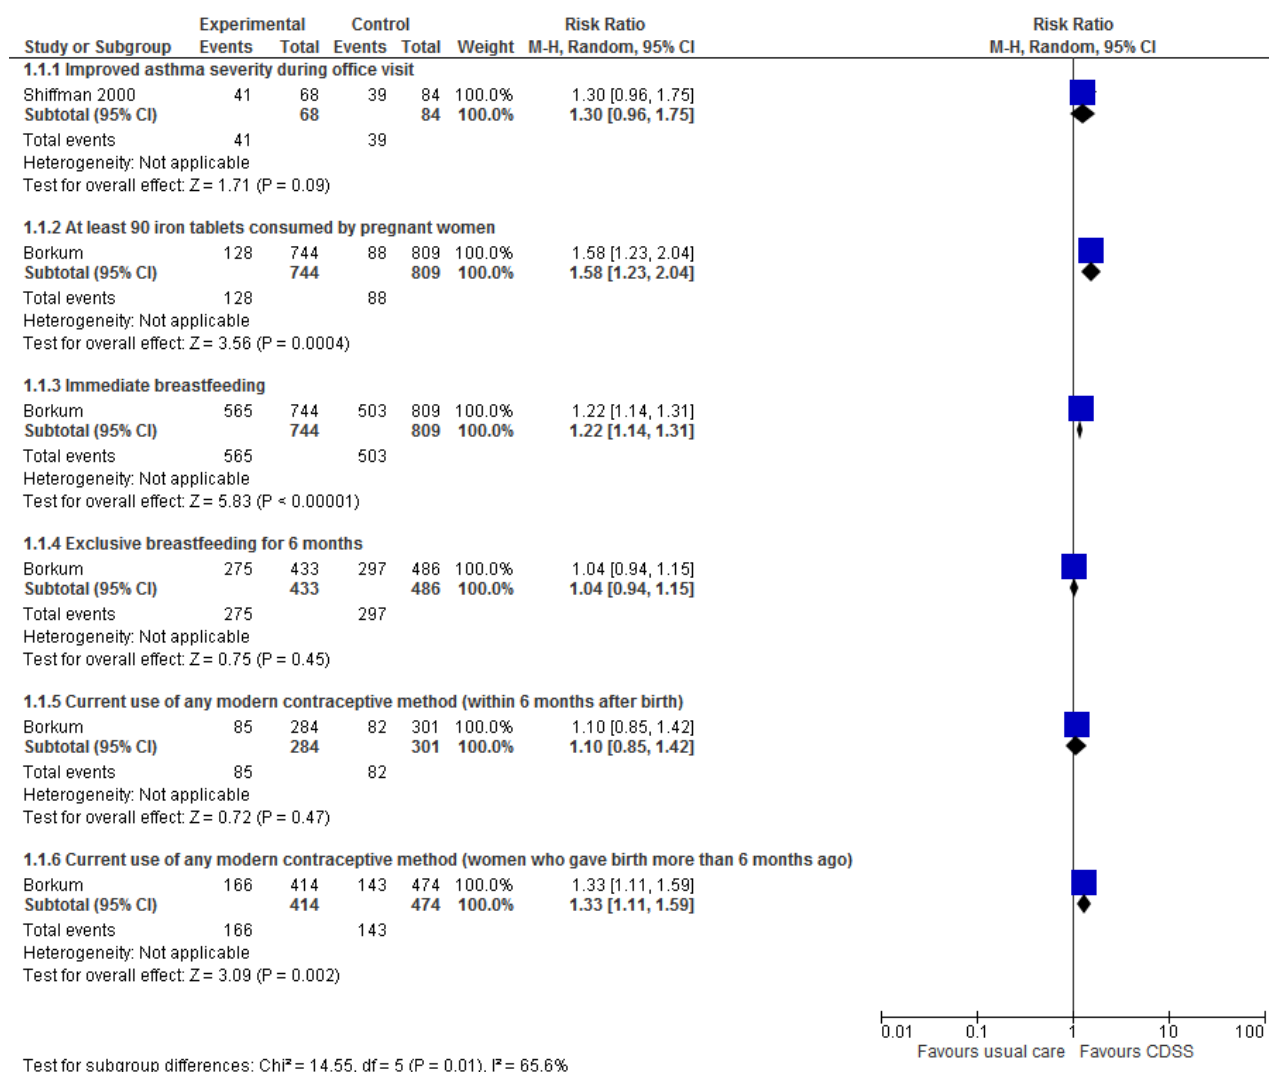 Experimental Control Risk Ratio Risk Ratio
Study or Subgroup Events Total Events Total Weight M-H, Random, 95% CI M-H, Random, 95% CI
1.1.1 Improved asthma severity during office visit
Shiffman 2000 41 68 39 84 100.0% 1.30 [0.96, 1.75]
Subtotal (95% CI) 68 84 100.0% 1.30 [0.96, 1.75]
Total events 41 39
Heterogeneity: Not applicable
Test for overall effect: Z = 1.71 (P = 0.09)
1.1.2 At least 90 iron tablets consumed by pregnant women
Borkum 128 744 88 809 100.0% 1.58 [1.23, 2.04]
Subtotal (95% CI) 744 809 100.0% 1.58 [1.23, 2.04]
Total events 128 88
Heterogeneity: Not applicable
Test for overall effect: Z = 3.56 (P = 0.0004)
1.1.3 Immediate breastfeeding
Borkum 565 744 503 809 100.0% 1.22 [1.14, 1.31]
Subtotal (95% CI) 744 809 100.0% 1.22 [1.14, 1.31]
Total events 565 503
Heterogeneity: Not applicable
Test for overall effect: Z = 5.83 (P < 0.00001)
1.1.4 Exclusive breastfeeding for 6 months
Borkum 275 433 297 486 100.0% 1.04 [0.94, 1.15]
Subtotal (95% CI) 433 486 100.0% 1.04 [0.94, 1.15]
Total events 275 297
Heterogeneity: Not applicable
Test for overall effect: Z = 0.75 (P = 0.45)
1.1.5 Current use of any modern contraceptive method (within 6 months after birth)
Borkum 85 284 82 301 100.0% 1.10 [0.85, 1.42]
Subtotal (95% CI) 284 301 100.0% 1.10 [0.85, 1.42]
Total events 85 82
Heterogeneity: Not applicable
Test for overall effect: Z = 0.72 (P = 0.47)
1.1.6 Current use of any modern contraceptive method (women who gave birth more than 6 months ago)
Borkum 166 414 143 474 100.0% 1.33 [1.11, 1.59]
Subtotal (95% CI) 414 474 100.0% 1.33 [1.11, 1.59]
Total events 166 143
Heterogeneity: Not applicable
Test for overall effect: Z = 3.09 (P = 0.002)
0.01 0.1 1 10 100
Favours usual care Favours CDSS
Test for subgroup differences: Chi² = 14.55, df = 5 (P = 0.01), I² = 65.6%